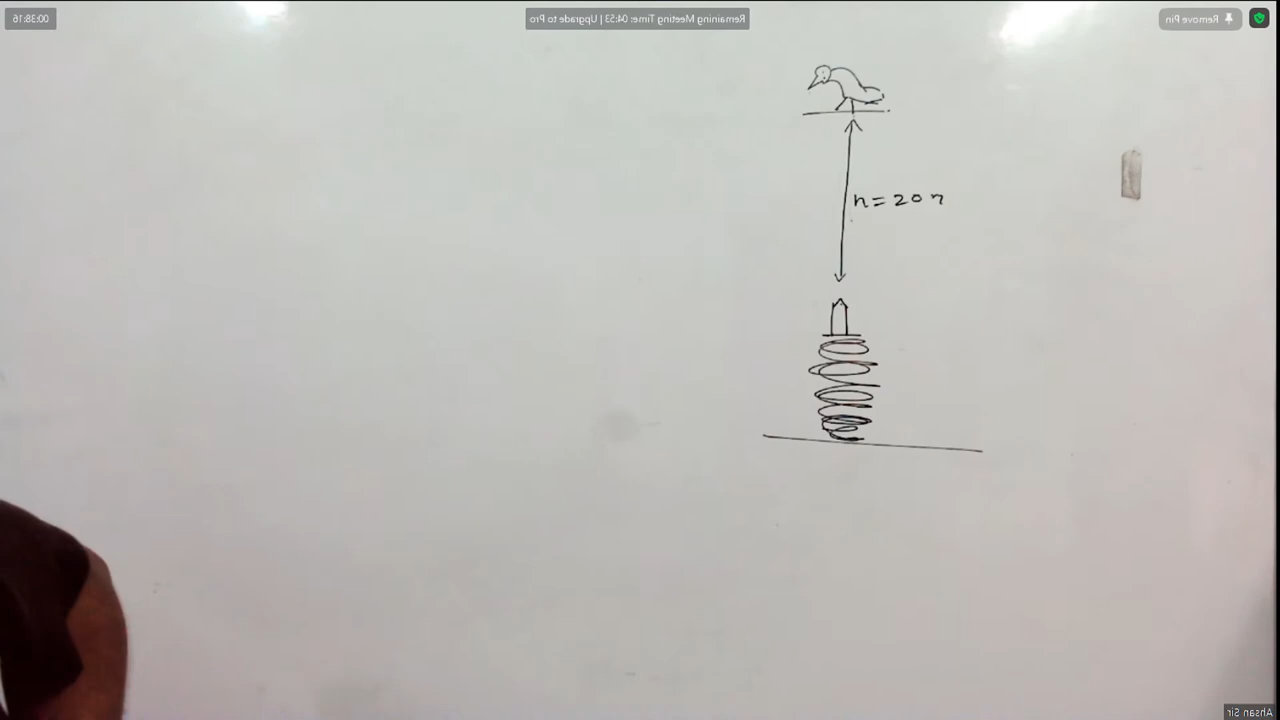 00:38:16
Remaining Meeting Time: 04:53 | Upgrade to Pro
Remove Pin
h = 20 m
Ahsan Sir